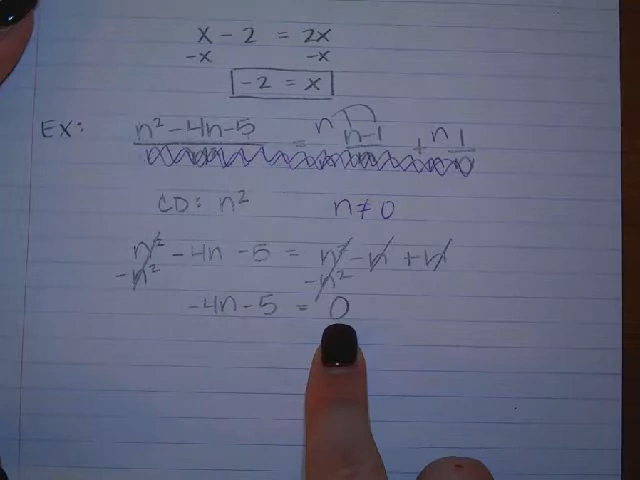 x - 2 = 2x
-x -x
-2 = x
EX: n² - 4n - 5 = n n-1 + n 1
CD: n² n ≠ 0
n² - 4n - 5 = n² - n + n
-n² -n²
-4n - 5 = 0